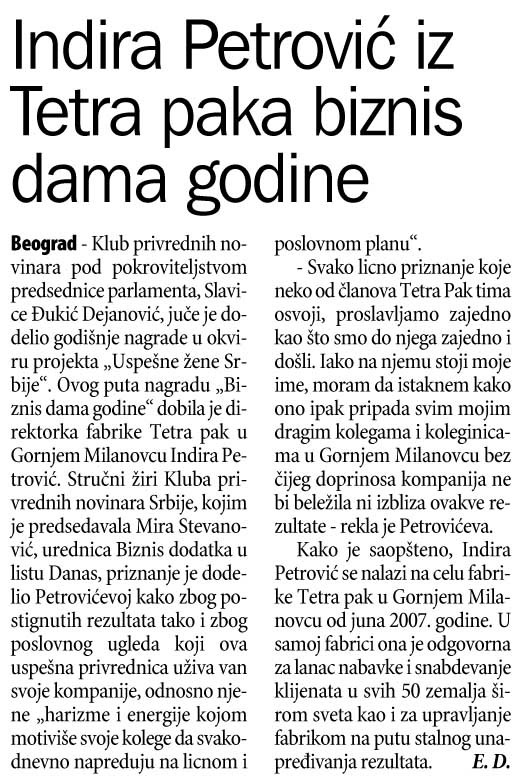 Indira Petrović iz
Tetra paka biznis
dama godine
Beograd - Klub privrednih no-
vinara pod pokroviteljstvom
predsednice parlamenta, Slavi-
ce Đukić Dejanović, juče je do-
delio godišnje nagrade u okvi-
ru projekta „Uspešne žene Sr-
bije“. Ovog puta nagradu „Biz-
nis dama godine“ dobila je di-
rektorka fabrike Tetra pak u
Gornjem Milanovcu Indira Pe-
trović. Stručni žiri Kluba pri-
vrednih novinara Srbije, kojim
je predsedavala Mira Stevano-
vić, urednica Biznis dodatka u
listu Danas, priznanje je dode-
lio Petrovićevoj kako zbog po-
stignutih rezultata tako i zbog
poslovnog ugleda koji ova
uspešna privrednica uživa van
svoje kompanije, odnosno nje-
ne „harizme i energije kojom
motiviše svoje kolege da svako-
dnevno napreduju na licnom i
poslovnom planu“.
- Svako licno priznanje koje
neko od članova Tetra Pak tima
osvoji, proslavljamo zajedno
kao što smo do njega zajedno i
došli. Iako na njemu stoji moje
ime, moram da istaknem kako
ono ipak pripada svim mojim
dragim kolegama i koleginica-
ma u Gornjem Milanovcu bez
čijeg doprinosa kompanija ne
bi beležila ni izbliza ovakve re-
zultate - rekla je Petrovićeva.
Kako je saopšteno, Indira
Petrović se nalazi na celu fabri-
ke Tetra pak u Gornjem Mila-
novcu od juna 2007. godine. U
samoj fabrici ona je odgovorna
za lanac nabavke i snabdevanje
klijenata u svih 50 zemalja ši-
rom sveta kao i za upravljanje
fabrikom na putu stalnog una-
pređivanja rezultata. E. D.